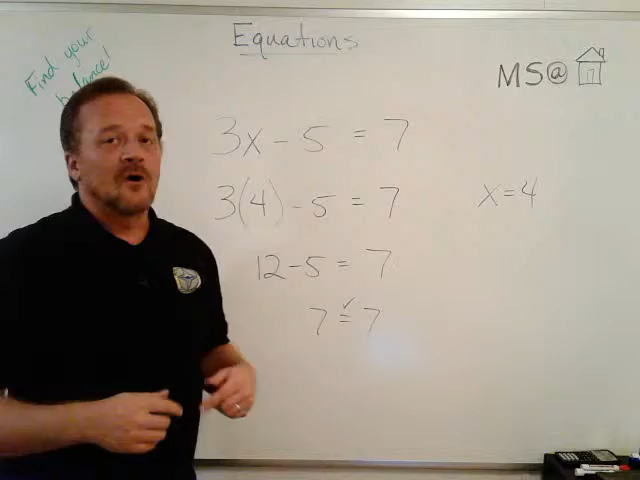 Equations
Find your
balance!
MS@
3x - 5 = 7
3(4) - 5 = 7
x = 4
12 - 5 = 7
7 = 7